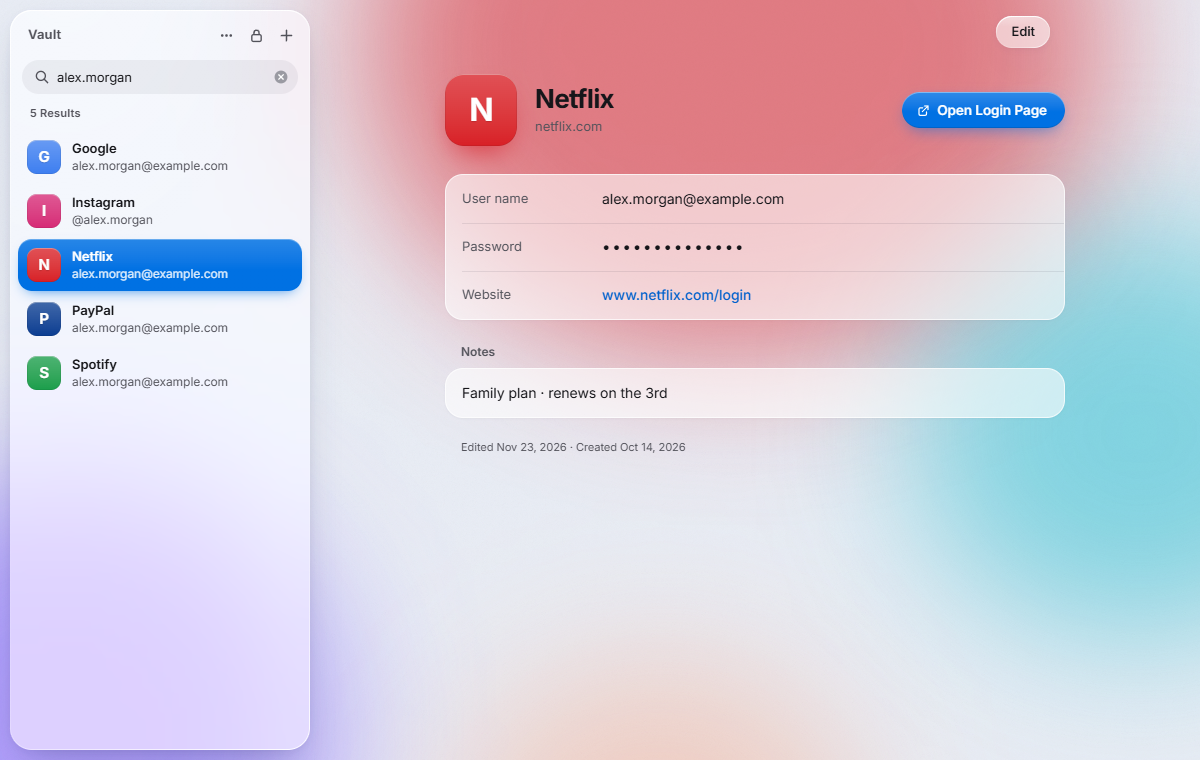 Vault
alex.morgan
5 Results
G
Google
alex.morgan@example.com
I
Instagram
@alex.morgan
N
Netflix
alex.morgan@example.com
P
PayPal
alex.morgan@example.com
S
Spotify
alex.morgan@example.com
Edit
N
Netflix
netflix.com
Open Login Page
User name alex.morgan@example.com
Password ••••••••••••••
Website www.netflix.com/login
Notes
Family plan · renews on the 3rd
Edited Nov 23, 2026 · Created Oct 14, 2026